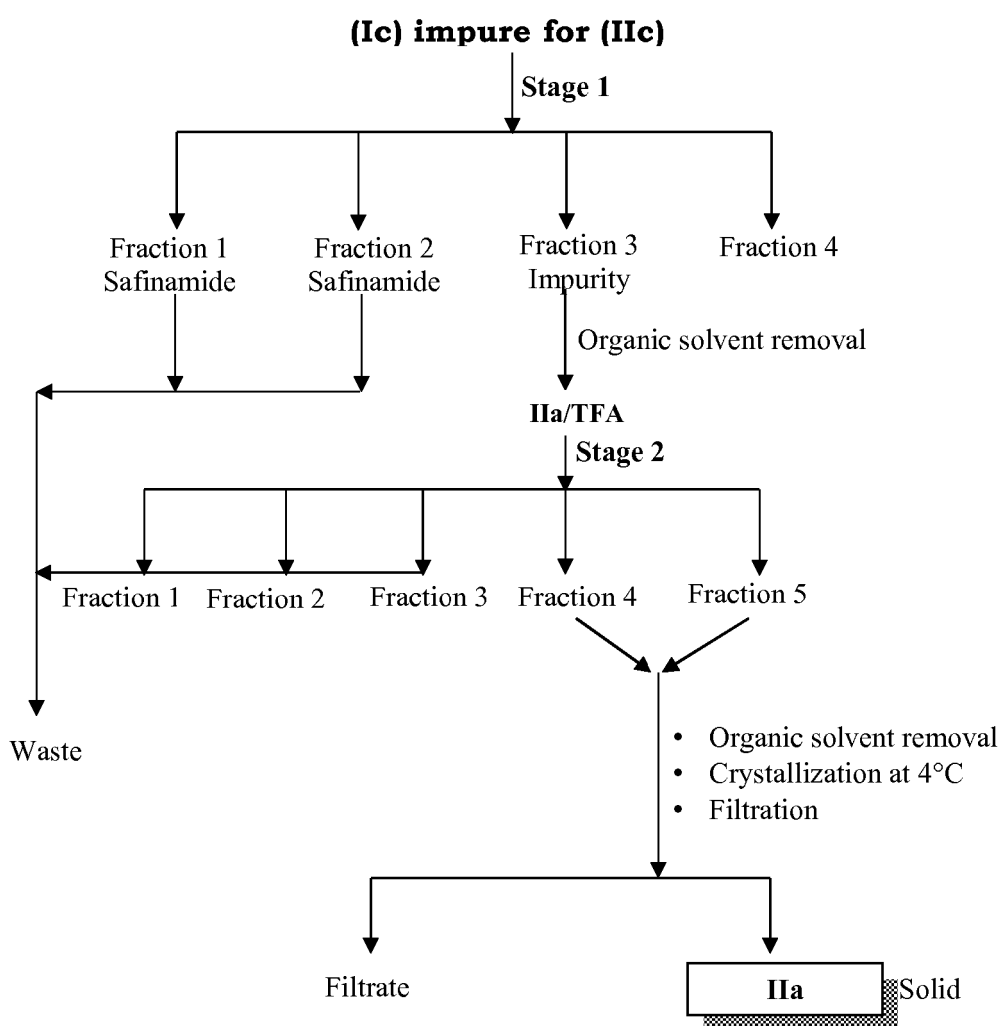 (Ic) impure for (IIc)
Stage 1
Fraction 1
Safinamide
Fraction 2
Safinamide
Fraction 3
Impurity
Fraction 4
Organic solvent removal
IIa/TFA
Stage 2
Fraction 1
Fraction 2
Fraction 3
Fraction 4
Fraction 5
Waste
• Organic solvent removal
• Crystallization at 4°C
• Filtration
Filtrate
IIa
Solid